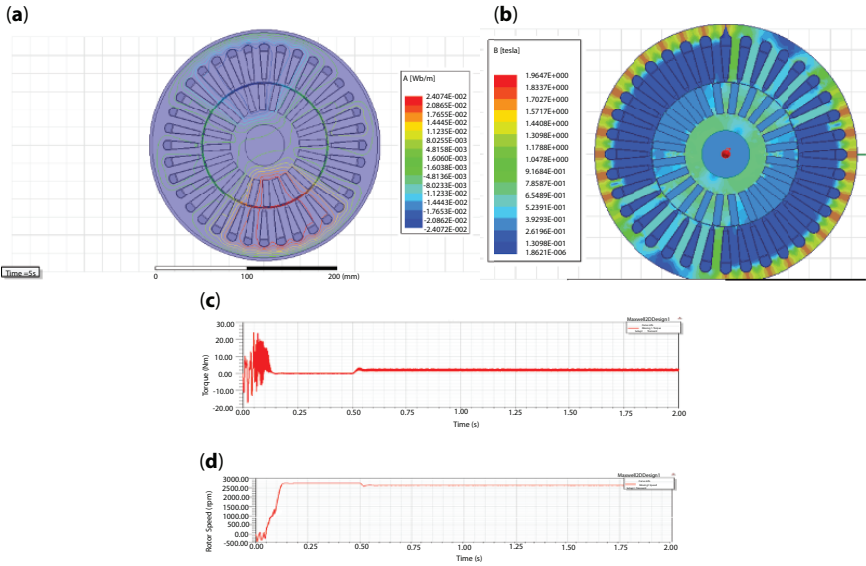 (a)
A [Wb/m]
2.4074E-002
2.0865E-002
1.765E-002
1.4445E-002
1.1235E-002
8.0255E-003
4.8158E-003
1.6060E-003
-1.6038E-003
-4.8136E-003
-8.0233E-003
-1.1233E-002
-1.4443E-002
-1.7653E-002
-2.0862E-002
-2.4072E-002
Time =5s
0 100 200 (mm)
(b)
B [tesla]
1.9647E+000
1.8337E+000
1.7027E+000
1.5717E+000
1.4408E+000
1.3098E+000
1.1788E+000
1.0478E+000
9.1684E-001
7.8587E-001
6.5489E-001
5.2391E-001
3.9293E-001
2.6196E-001
1.3098E-001
1.8621E-006
(c)
Maxwell2DDesign1
30.00
20.00
10.00
0.00
-10.00
-20.00
Torque (Nm)
0.00 0.25 0.50 0.75 1.00 1.25 1.50 1.75 2.00
Time (s)
(d)
Maxwell2DDesign1
3000.00
2500.00
2000.00
1500.00
1000.00
500.00
0.00
-500.00
Rotor Speed (rpm)
0.00 0.25 0.50 0.75 1.00 1.25 1.50 1.75 2.00
Time (s)